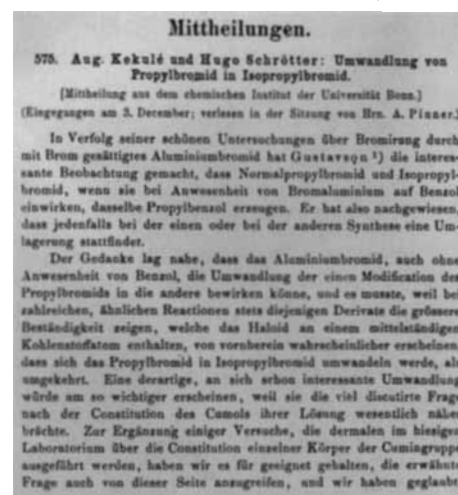 Mittheilungen.
575. Aug. Kekulé und Hugo Schrötter: Umwandlung von
Propylbromid in Isopropylbromid.
[Mittheilung aus dem chemischen Institut der Universität Bonn.]
(Eingegangen am 3. December; verlesen in der Sitzung von Hrn. A. Pinner.)
In Verfolg seiner schönen Untersuchungen über Bromirung durch
mit Brom gesättigtes Aluminiumbromid hat Gustavson ¹) die interes-
sante Beobachtung gemacht, dass Normalpropylbromid und Isopropyl-
bromid, wenn sie bei Anwesenheit von Bromaluminium auf Benzol
einwirken, dasselbe Propylbenzol erzeugen. Er hat also nachgewiesen,
dass jedenfalls bei der einen oder bei der anderen Synthese eine Um-
lagerung stattfindet.
Der Gedanke lag nahe, dass das Aluminiumbromid, auch ohne
Anwesenheit von Benzol, die Umwandlung der einen Modification des
Propylbromids in die andere bewirken könne, und es musste, weil bei
zahlreichen, ähnlichen Reactionen stets diejenigen Derivate die grössere
Beständigkeit zeigen, welche das Haloid an einem mittelständigen
Kohlenstoffatom enthalten, von vornherein wahrscheinlicher erscheinen,
dass sich das Propylbromid in Isopropylbromid umwandeln werde, als
umgekehrt. Eine derartige, an sich schon interessante Umwandlung
würde um so wichtiger erscheinen, weil sie die viel discutirte Frage
nach der Constitution des Cumols ihrer Lösung wesentlich näher
brächte. Zur Ergänzung einiger Versuche, die dermalen im hiesigen
Laboratorium über die Constitution einzelner Körper der Cumingruppe
ausgeführt werden, haben wir es für geeignet gehalten, die erwähnte
Frage auch von dieser Seite anzugreifen, und wir haben geglaubt